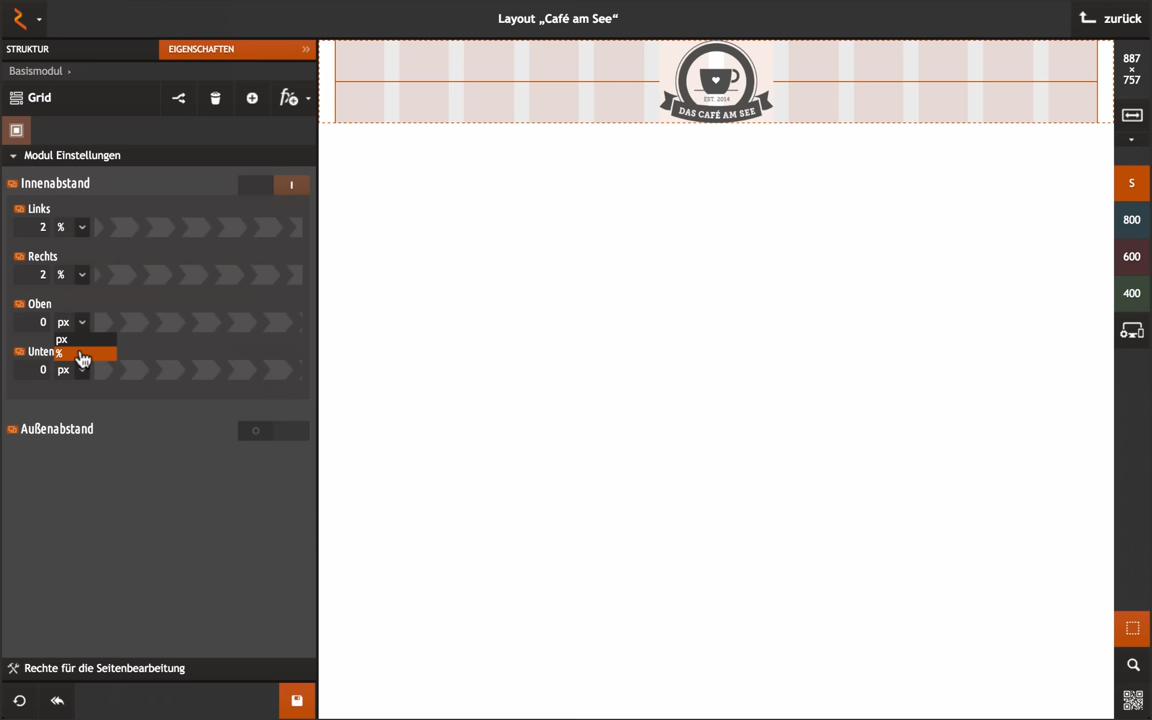 Layout „Café am See“
zurück
STRUKTUR
EIGENSCHAFTEN
Basismodul ›
Grid
fx
Modul Einstellungen
Innenabstand
I
Links
2 %
Rechts
2 %
Oben
0 px
px
%
Unten
0 px
Außenabstand
O
Rechte für die Seitenbearbeitung
EST. 2014
DAS CAFÉ AM SEE
887
×
757
S
800
600
400